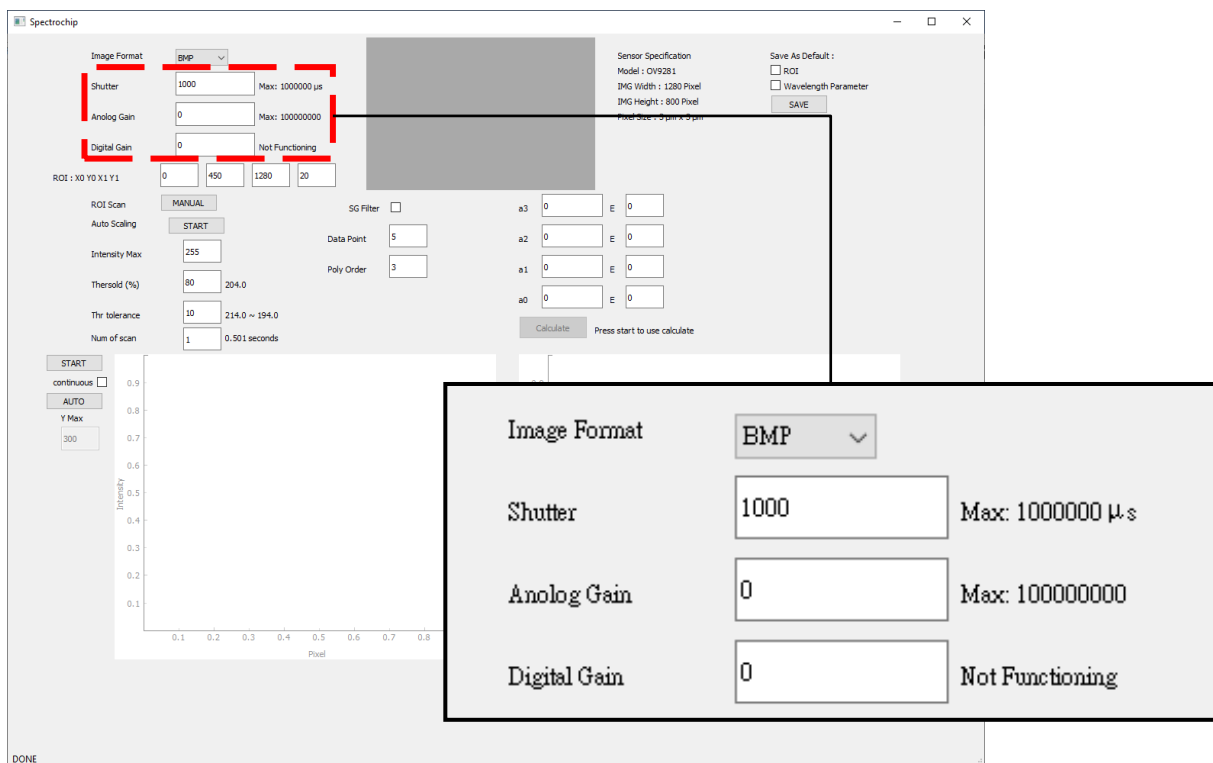 Spectrochip
Image Format BMP
Shutter 1000 Max: 1000000 μs
Anolog Gain 0 Max: 100000000
Digital Gain 0 Not Functioning
ROI : X0 Y0 X1 Y1 0 450 1280 20
Sensor Specification
Model : OV9281
IMG Width : 1280 Pixel
IMG Height : 800 Pixel
Pixel Size : 3 μm x 3 μm
Save As Default :
ROI
Wavelength Parameter
SAVE
ROI Scan MANUAL
Auto Scaling START
Intensity Max 255
Thersold (%) 80 204.0
Thr tolerance 10 214.0 ~ 194.0
Num of scan 1 0.501 seconds
SG Filter
Data Point 5
Poly Order 3
a3 0 E 0
a2 0 E 0
a1 0 E 0
a0 0 E 0
Calculate Press start to use calculate
START
continuous
AUTO
Y Max
300
0.9
0.8
0.7
0.6
0.5
0.4
0.3
0.2
0.1
Intensity
0.1 0.2 0.3 0.4 0.5 0.6 0.7 0.8
Pixel
Image Format BMP
Shutter 1000 Max: 1000000 μs
Anolog Gain 0 Max: 100000000
Digital Gain 0 Not Functioning
DONE